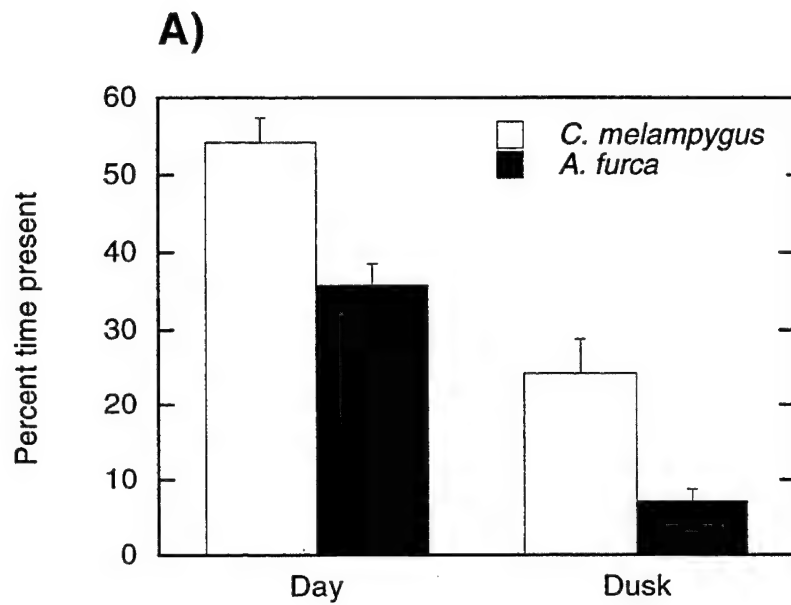 A)
60
50
40
30
20
10
0
Percent time present
C. melampygus
A. furca
Day
Dusk